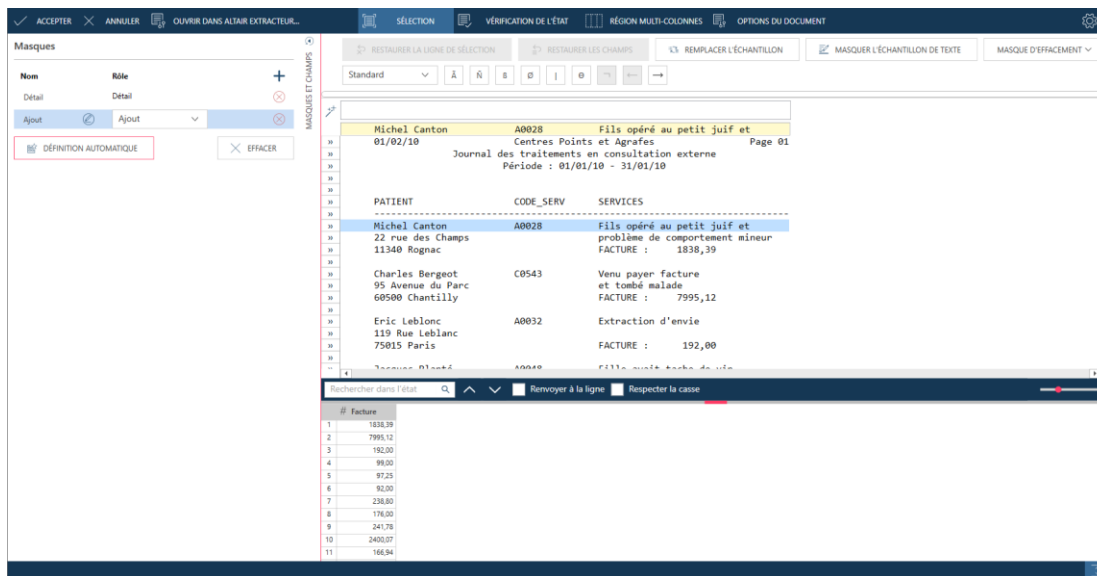 ACCEPTER ANNULER OUVRIR DANS ALTAIR EXTRACTEUR... SÉLECTION VÉRIFICATION DE L'ÉTAT RÉGION MULTI-COLONNES OPTIONS DU DOCUMENT
Masques
Nom Rôle
Détail Détail
Ajout Ajout
DÉFINITION AUTOMATIQUE EFFACER
MASQUES ET CHAMPS
RESTAURER LA LIGNE DE SÉLECTION RESTAURER LES CHAMPS REMPLACER L'ÉCHANTILLON MASQUER L'ÉCHANTILLON DE TEXTE MASQUE D'EFFACEMENT
Standard Ã Ñ ß Ø | Θ ¬ ← →
Michel Canton A0028 Fils opéré au petit juif et
01/02/10 Centres Points et Agrafes Page 01
Journal des traitements en consultation externe
Période : 01/01/10 - 31/01/10
PATIENT CODE_SERV SERVICES
Michel Canton A0028 Fils opéré au petit juif et
22 rue des Champs problème de comportement mineur
11340 Rognac FACTURE : 1838,39
Charles Bergeot C0543 Venu payer facture
95 Avenue du Parc et tombé malade
60500 Chantilly FACTURE : 7995,12
Eric Leblonc A0032 Extraction d'envie
119 Rue Leblanc
75015 Paris FACTURE : 192,00
Jacques Planté A0048 Fille avait tache de vin
Rechercher dans l'état Renvoyer à la ligne Respecter la casse
# Facture
1 1838,39
2 7995,12
3 192,00
4 99,00
5 97,25
6 92,00
7 238,80
8 176,00
9 241,78
10 2400,07
11 166,94